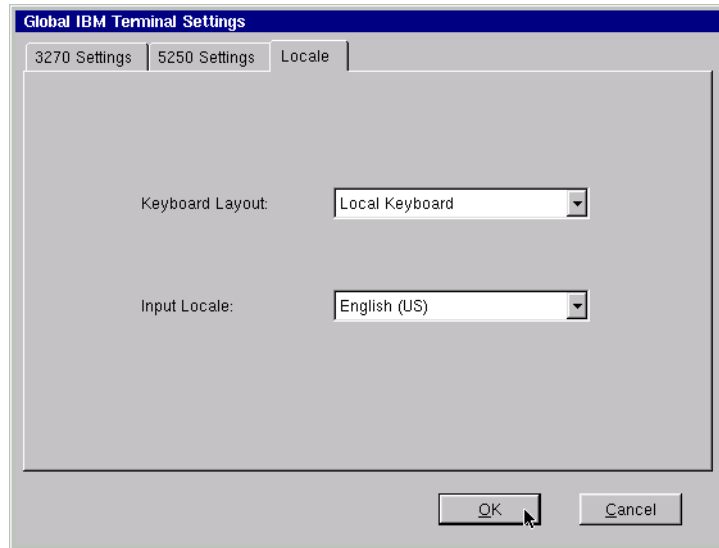 Global IBM Terminal Settings
3270 Settings 5250 Settings Locale
Keyboard Layout: Local Keyboard
Input Locale: English (US)
OK Cancel